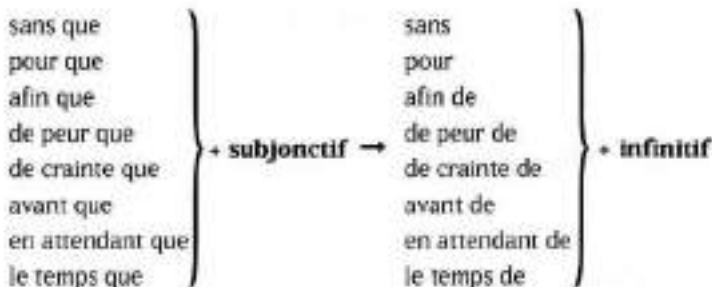 sans que sans
pour que pour
afin que afin de
de peur que de peur de
+ subjonctif → + infinitif
de crainte que de crainte de
avant que avant de
en attendant que en attendant de
le temps que le temps de